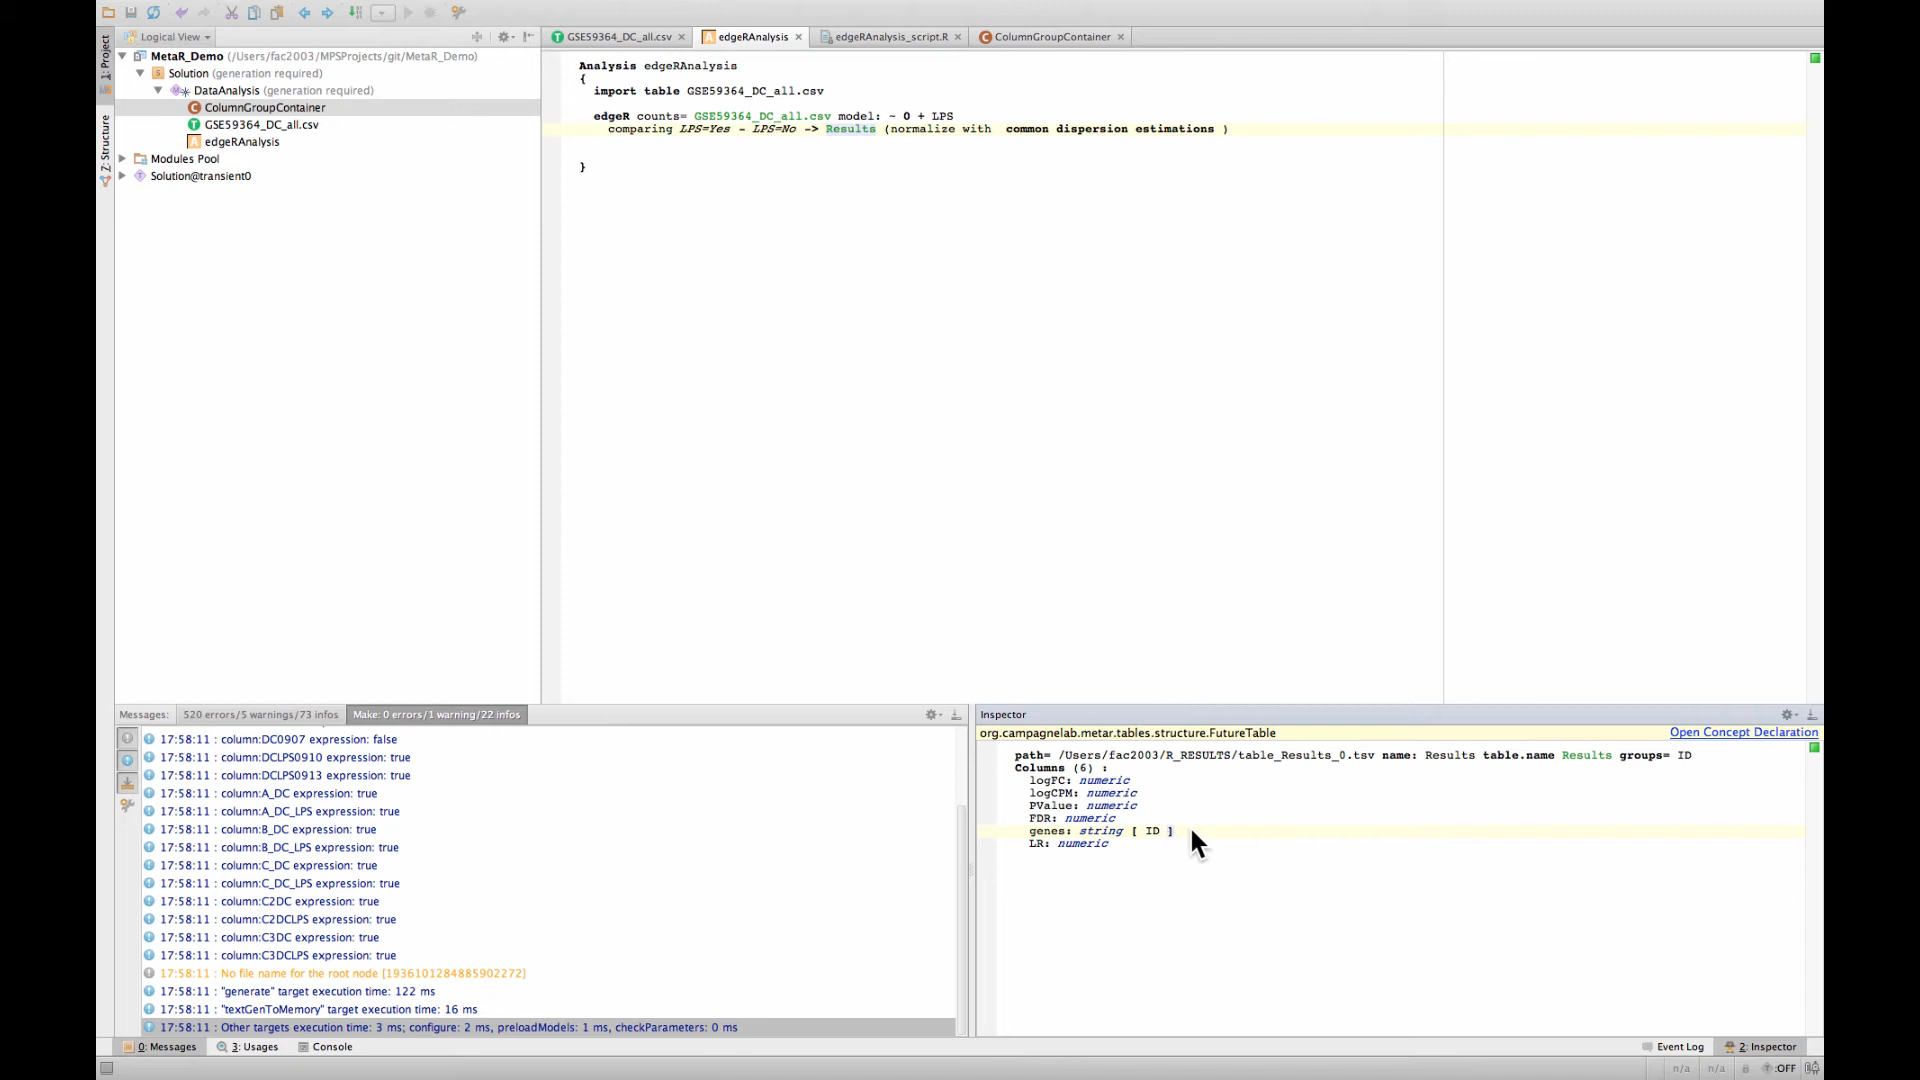 1: Project
Z: Structure
Logical View
MetaR_Demo (/Users/fac2003/MPSProjects/git/MetaR_Demo)
Solution (generation required)
DataAnalysis (generation required)
ColumnGroupContainer
GSE59364_DC_all.csv
edgeRAnalysis
Modules Pool
Solution@transient0
GSE59364_DC_all.csv edgeRAnalysis edgeRAnalysis_script.R ColumnGroupContainer
Analysis edgeRAnalysis
{
import table GSE59364_DC_all.csv
edgeR counts= GSE59364_DC_all.csv model: ~ 0 + LPS
comparing LPS=Yes - LPS=No -> Results (normalize with common dispersion estimations )
}
Messages: 520 errors/5 warnings/73 infos Make: 0 errors/1 warning/22 infos
17:58:11 : column:DC0907 expression: false
17:58:11 : column:DCLPS0910 expression: true
17:58:11 : column:DCLPS0913 expression: true
17:58:11 : column:A_DC expression: true
17:58:11 : column:A_DC_LPS expression: true
17:58:11 : column:B_DC expression: true
17:58:11 : column:B_DC_LPS expression: true
17:58:11 : column:C_DC expression: true
17:58:11 : column:C_DC_LPS expression: true
17:58:11 : column:C2DC expression: true
17:58:11 : column:C2DCLPS expression: true
17:58:11 : column:C3DC expression: true
17:58:11 : column:C3DCLPS expression: true
17:58:11 : No file name for the root node [1936101284885902272]
17:58:11 : "generate" target execution time: 122 ms
17:58:11 : "textGenToMemory" target execution time: 16 ms
17:58:11 : Other targets execution time: 3 ms; configure: 2 ms, preloadModels: 1 ms, checkParameters: 0 ms
Inspector
org.campagnelab.metar.tables.structure.FutureTable Open Concept Declaration
path= /Users/fac2003/R_RESULTS/table_Results_0.tsv name: Results table.name Results groups= ID
Columns (6) :
logFC: numeric
logCPM: numeric
PValue: numeric
FDR: numeric
genes: string [ ID ]
LR: numeric
0: Messages 3: Usages Console Event Log 2: Inspector
n/a n/a T:OFF